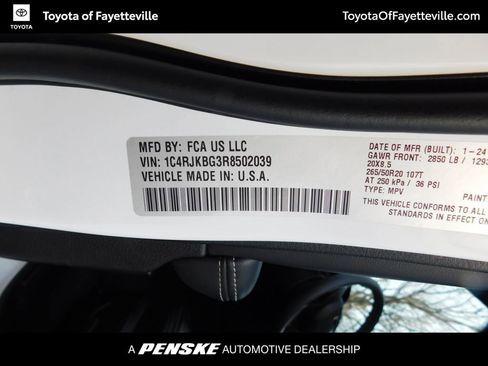 TOYOTA
Toyota of Fayetteville
ToyotaOfFayetteville.com
MFD BY: FCA US LLC
VIN: 1C4RJKBG3R8502039
VEHICLE MADE IN: U.S.A.
DATE OF MFR (BUILT): 1-24
GAWR FRONT: 2850 LB / 1293
20X8.5
265/50R20 107T
AT 250 kPa / 36 PSI
TYPE: MPV
PAINT
THIS VEHICLE CONFORMS TO ALL
STANDARDS IN EFFECT ON
A PENSKE AUTOMOTIVE DEALERSHIP